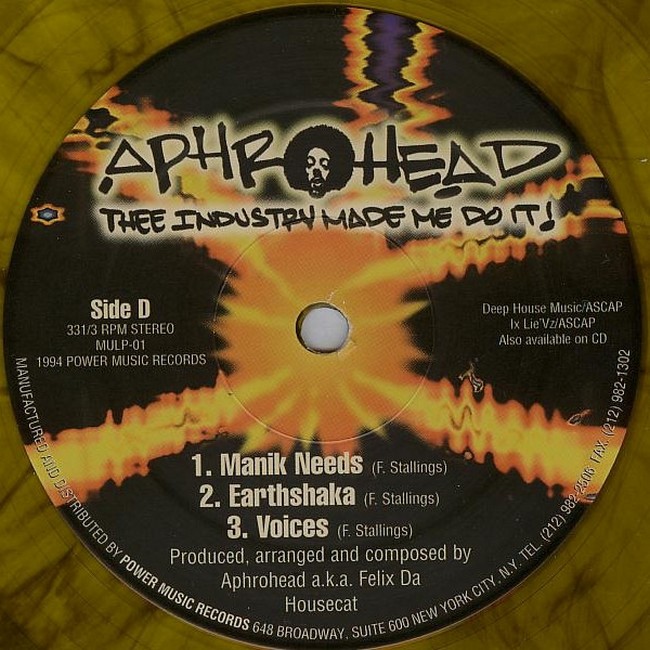 APHROHEAD
THEE INDUSTRY MADE ME DO IT!
Side D
331/3 RPM STEREO
MULP-01
1994 POWER MUSIC RECORDS
Deep House Music/ASCAP
Ix Lie'Vz/ASCAP
Also available on CD
1. Manik Needs (F. Stallings)
2. Earthshaka (F. Stallings)
3. Voices (F. Stallings)
Produced, arranged and composed by
Aphrohead a.k.a. Felix Da
Housecat
MANUFACTURED AND DISTRIBUTED BY POWER MUSIC RECORDS 648 BROADWAY, SUITE 600 NEW YORK CITY, N.Y. TEL. (212) 982-2606 FAX. (212) 982-1302